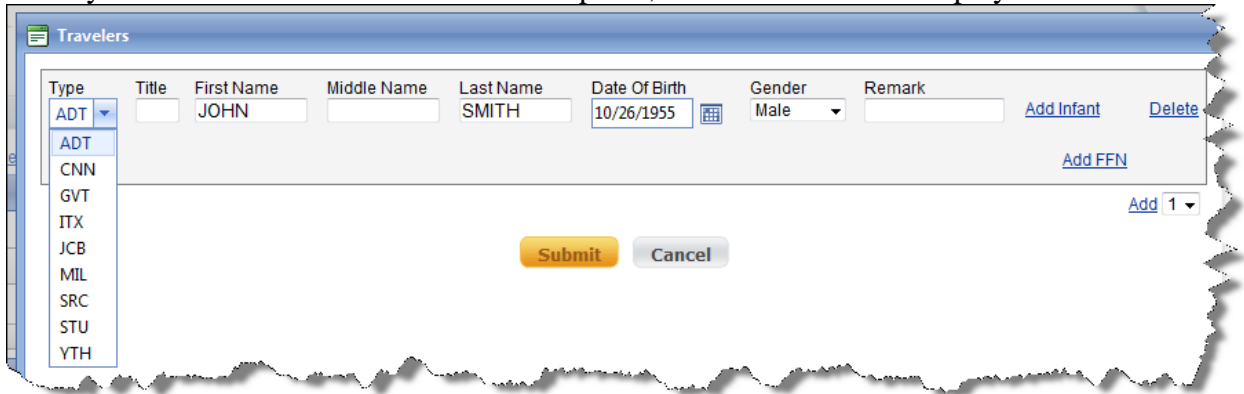 Travelers
Type Title First Name Middle Name Last Name Date Of Birth Gender Remark
ADT JOHN SMITH 10/26/1955 Male Add Infant Delete
ADT
CNN
Add FFN
GVT
Add 1
ITX
JCB
Submit Cancel
MIL
SRC
STU
YTH